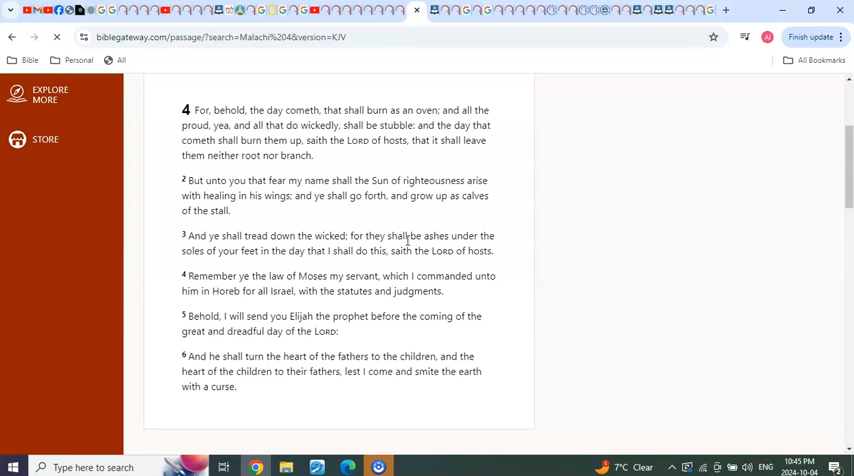 biblegateway.com/passage/?search=Malachi%204&version=KJV
AI
Finish update
Bible
Personal
All
All Bookmarks
EXPLORE
MORE
STORE
4 For, behold, the day cometh, that shall burn as an oven; and all the
proud, yea, and all that do wickedly, shall be stubble: and the day that
cometh shall burn them up, saith the LORD of hosts, that it shall leave
them neither root nor branch.
2 But unto you that fear my name shall the Sun of righteousness arise
with healing in his wings; and ye shall go forth, and grow up as calves
of the stall.
3 And ye shall tread down the wicked; for they shall be ashes under the
soles of your feet in the day that I shall do this, saith the LORD of hosts.
4 Remember ye the law of Moses my servant, which I commanded unto
him in Horeb for all Israel, with the statutes and judgments.
5 Behold, I will send you Elijah the prophet before the coming of the
great and dreadful day of the LORD:
6 And he shall turn the heart of the fathers to the children, and the
heart of the children to their fathers, lest I come and smite the earth
with a curse.
Type here to search
7°C Clear
ENG
10:45 PM
2024-10-04